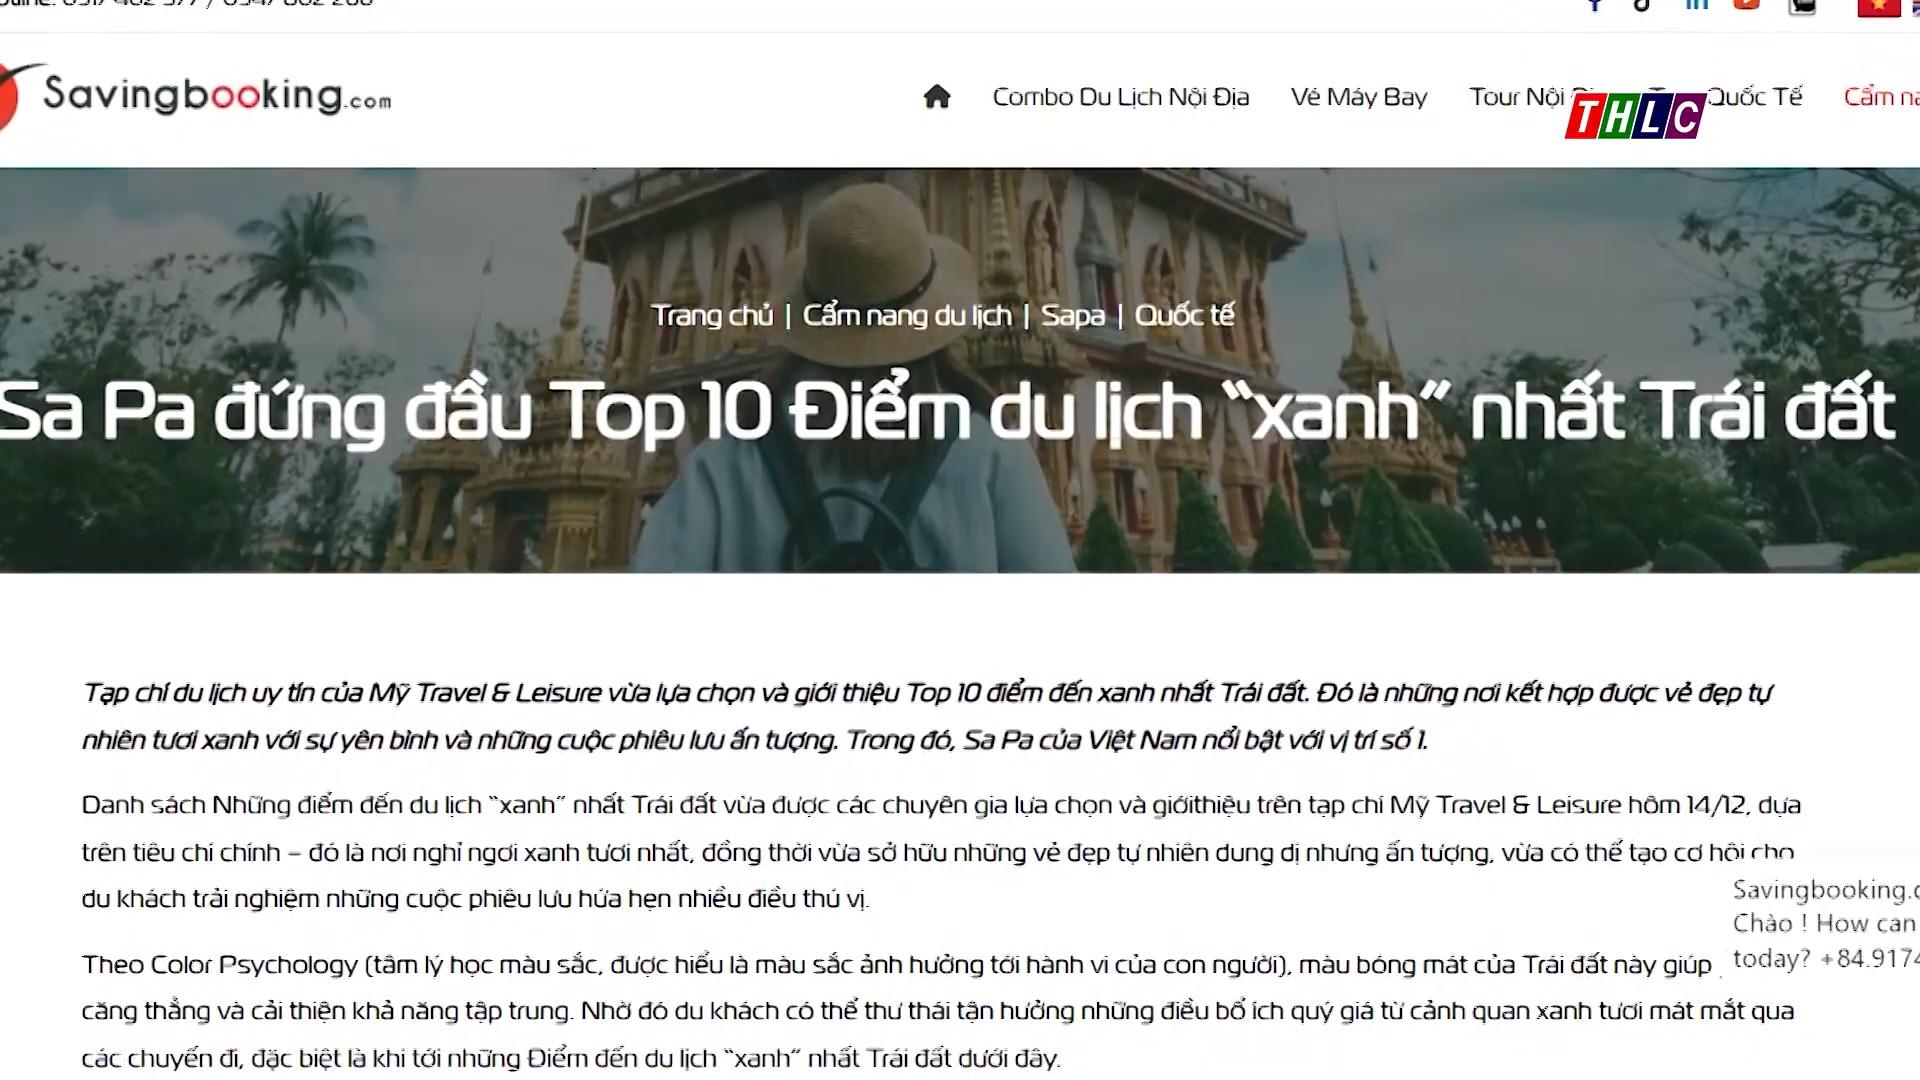 Savingbooking.com
Combo Du Lịch Nội Địa
Vé Máy Bay
Tour Nội
Quốc Tế
Cẩm
THLC
Trang chủ | Cẩm nang du lịch | Sapa | Quốc tế
Sa Pa đứng đầu Top 10 Điểm du lịch “xanh” nhất Trái đất
Tạp chí du lịch uy tín của Mỹ Travel & Leisure vừa lựa chọn và giới thiệu Top 10 điểm đến xanh nhất Trái đất. Đó là những nơi kết hợp được vẻ đẹp tự
nhiên tươi xanh với sự yên bình và những cuộc phiêu lưu ấn tượng. Trong đó, Sa Pa của Việt Nam nổi bật với vị trí số 1.
Danh sách Những điểm đến du lịch “xanh” nhất Trái đất vừa được các chuyên gia lựa chọn và giớithiệu trên tạp chí Mỹ Travel & Leisure hôm 14/12, dựa
trên tiêu chí chính – đó là nơi nghỉ ngơi xanh tươi nhất, đồng thời vừa sở hữu những vẻ đẹp tự nhiên dung dị nhưng ấn tượng, vừa có thể tạo cơ hội cho
du khách trải nghiệm những cuộc phiêu lưu hứa hẹn nhiều điều thú vị.
Theo Color Psychology (tâm lý học màu sắc, được hiểu là màu sắc ảnh hưởng tới hành vi của con người), màu bóng mát của Trái đất này giúp
căng thẳng và cải thiện khả năng tập trung. Nhờ đó du khách có thể thư thái tận hưởng những điều bổ ích quý giá từ cảnh quan xanh tươi mát mắt qua
các chuyến đi, đặc biệt là khi tới những Điểm đến du lịch “xanh” nhất Trái đất dưới đây.
Savingbooking.
Chào ! How can
today? +84.917